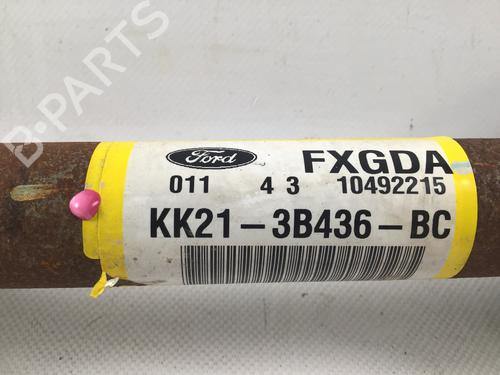 B-PARTS
Ford
FXGDA
011 4 3 10492215
KK21-3B436-BC